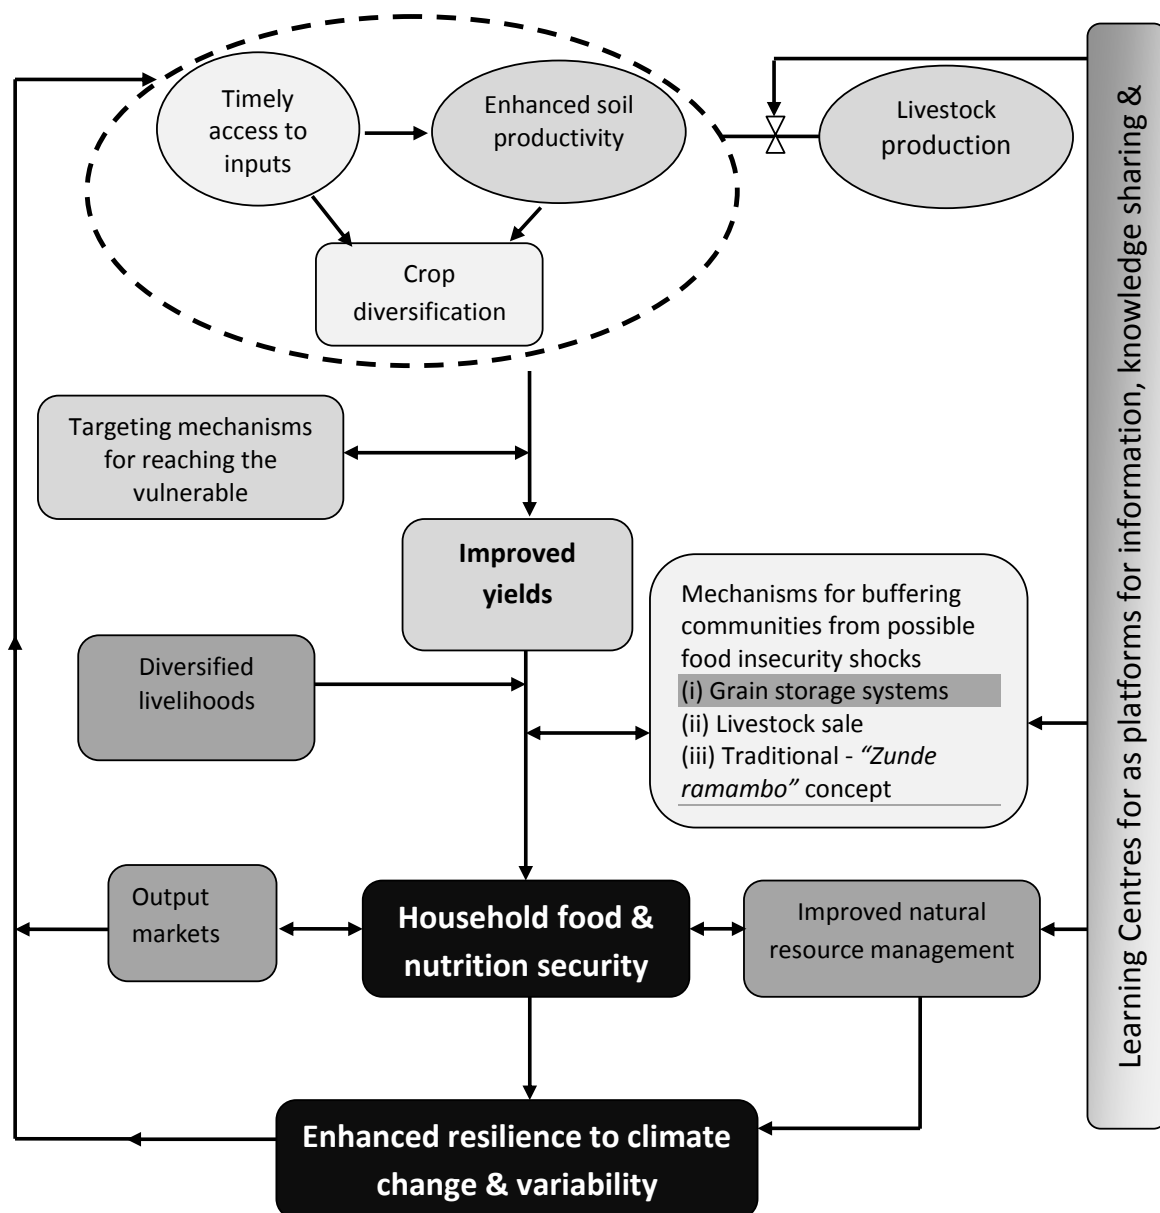 Timely
access to
inputs
Enhanced soil
productivity
Livestock
production
Crop
diversification
Targeting mechanisms
for reaching the
vulnerable
Improved
yields
Mechanisms for buffering
communities from possible
food insecurity shocks
(i) Grain storage systems
(ii) Livestock sale
(iii) Traditional - “Zunde
ramambo” concept
Diversified
livelihoods
Output
markets
Household food &
nutrition security
Improved natural
resource management
Enhanced resilience to climate
change & variability
Learning Centres for as platforms for information, knowledge sharing &